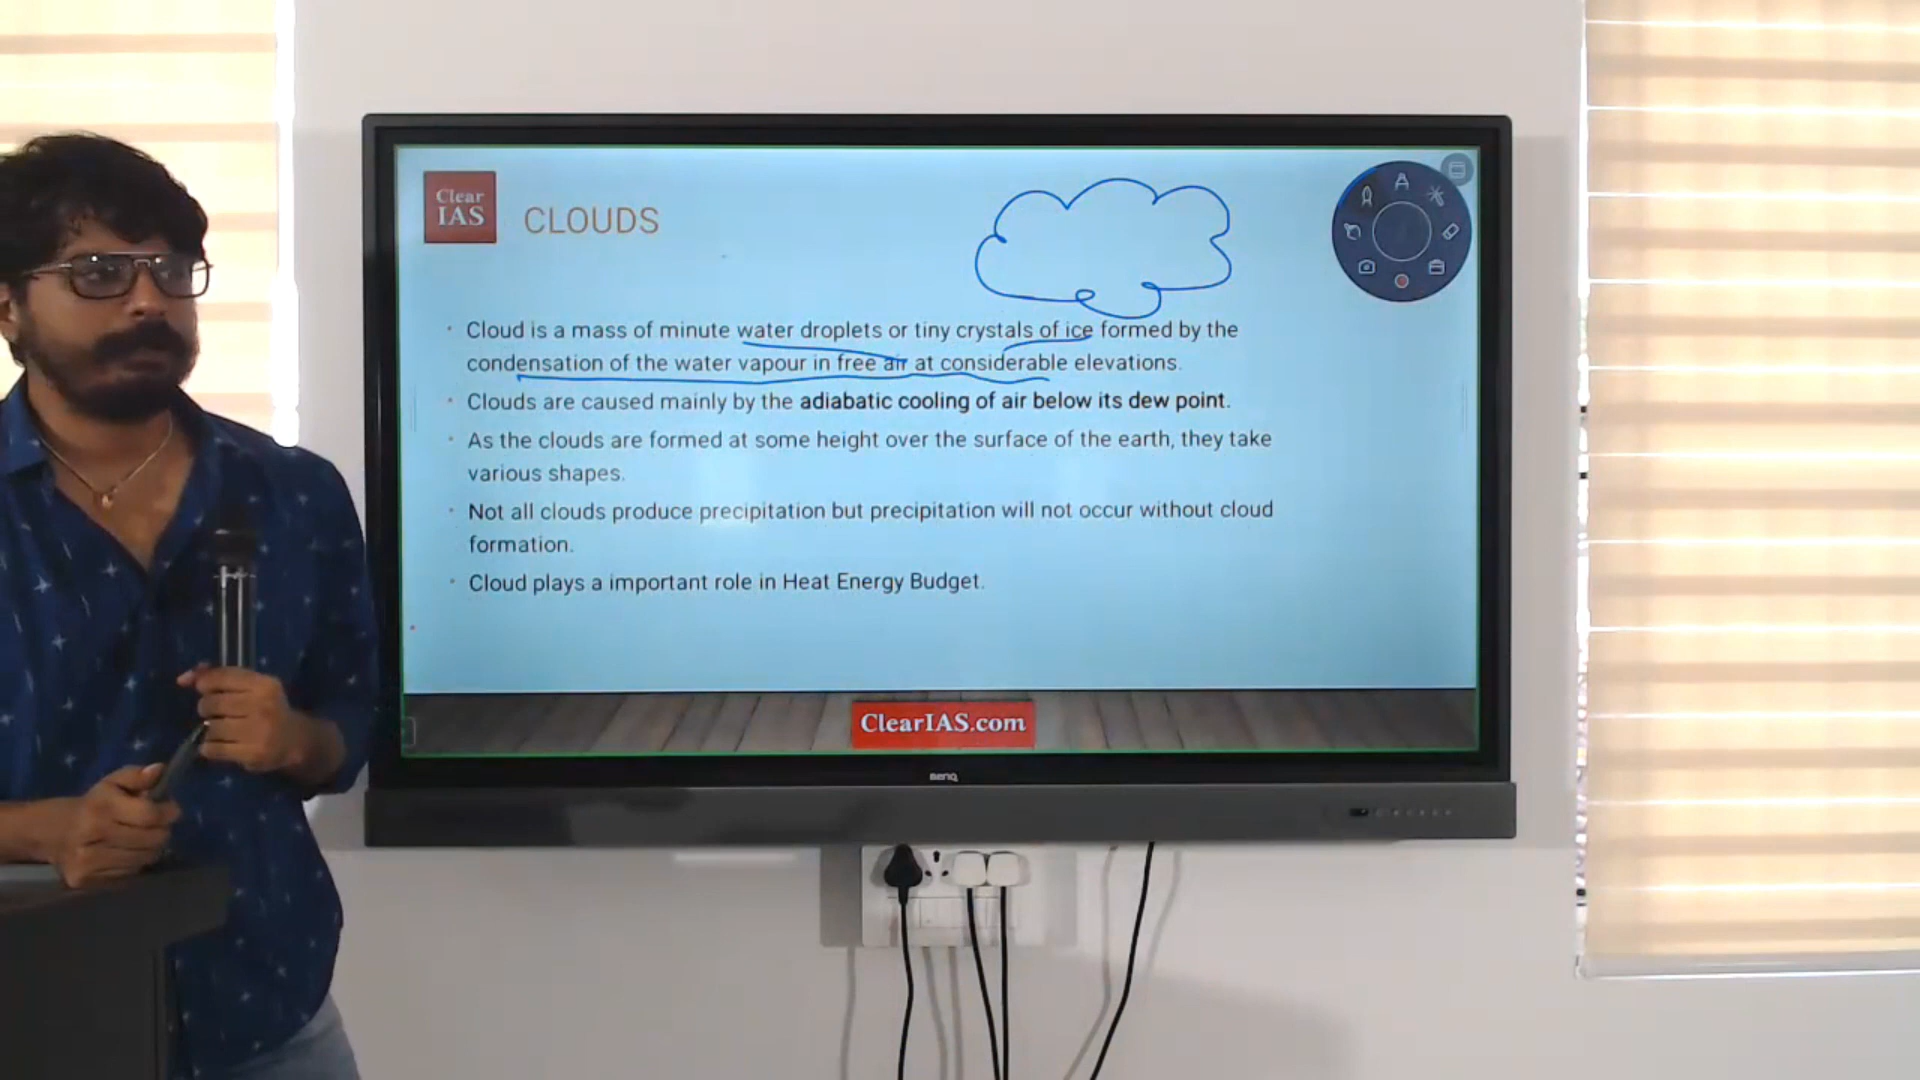 Clear
IAS
CLOUDS
Cloud is a mass of minute water droplets or tiny crystals of ice formed by the
condensation of the water vapour in free air at considerable elevations.
Clouds are caused mainly by the adiabatic cooling of air below its dew point.
As the clouds are formed at some height over the surface of the earth, they take
various shapes.
Not all clouds produce precipitation but precipitation will not occur without cloud
formation.
Cloud plays a important role in Heat Energy Budget.
ClearIAS.com
BenQ